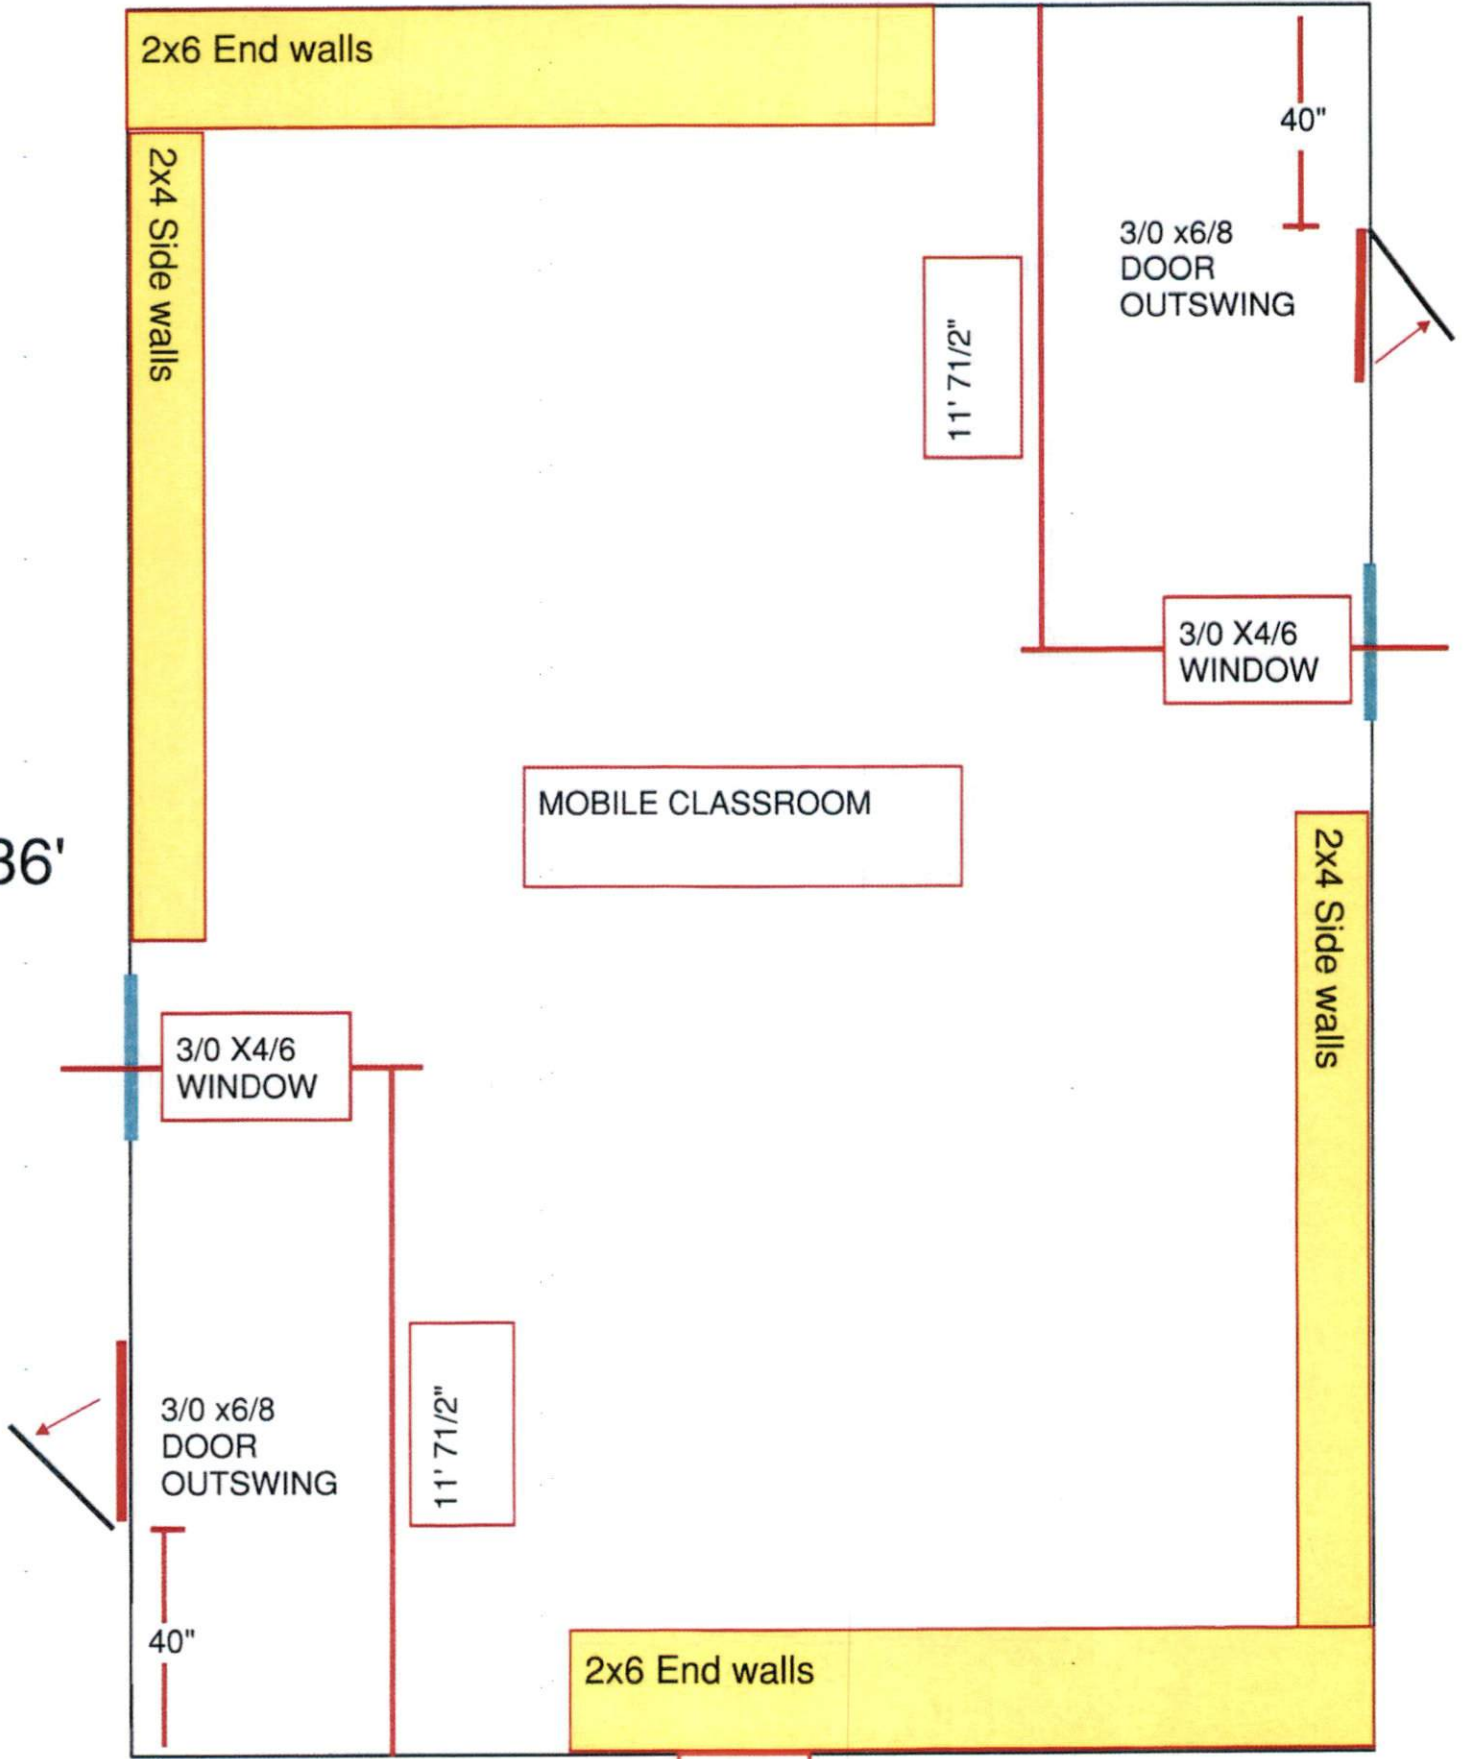 2x6 End walls
40"
2x4 Side walls
3/0 x6/8
DOOR
OUTSWING
11' 71/2"
3/0 X4/6
WINDOW
MOBILE CLASSROOM
36'
2x4 Side walls
3/0 X4/6
WINDOW
11' 71/2"
3/0 x6/8
DOOR
OUTSWING
40"
2x6 End walls